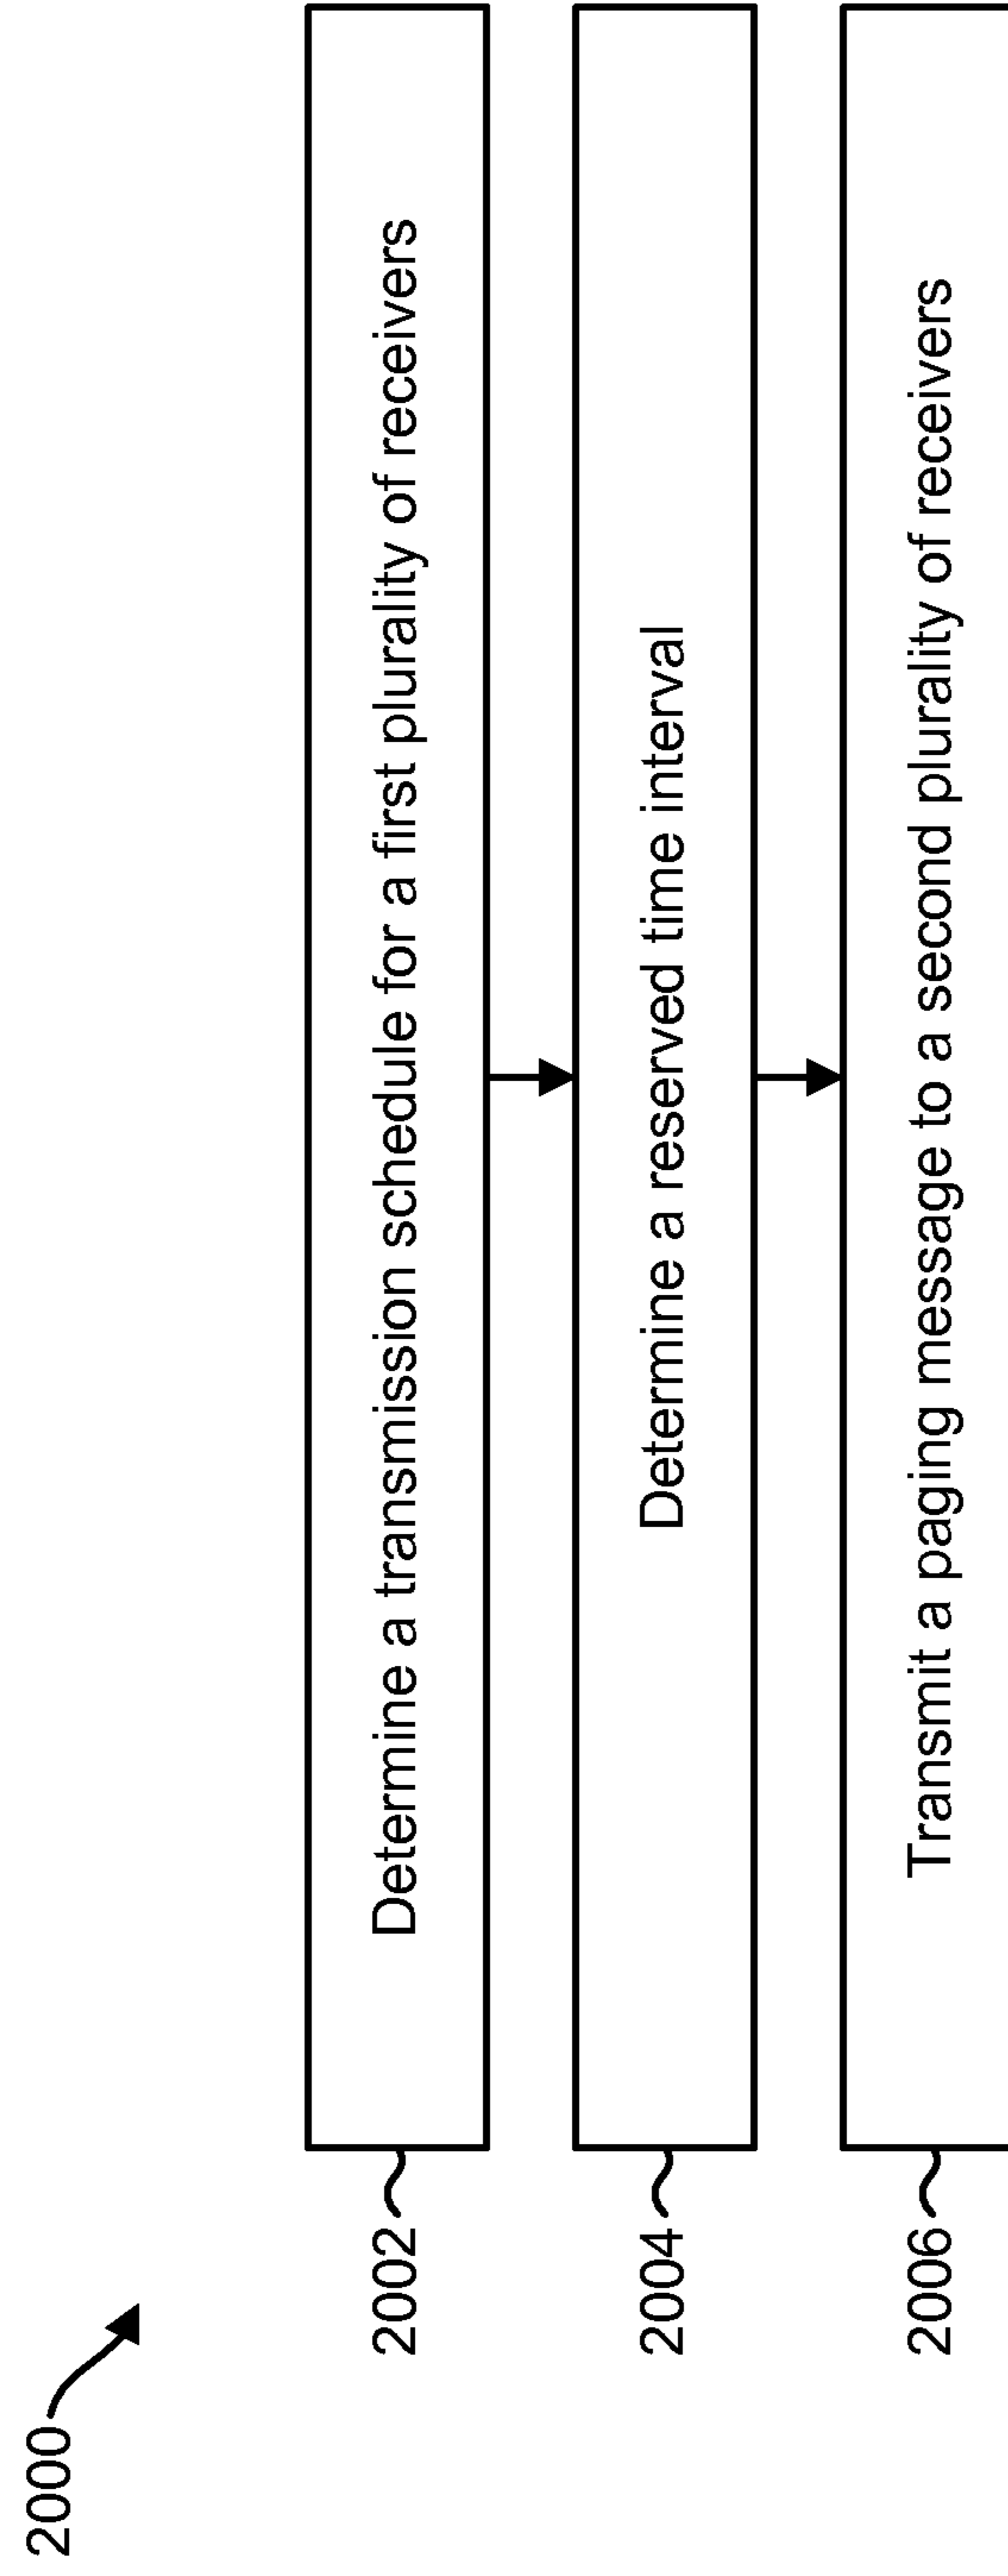 2000
2002
Determine a transmission schedule for a first plurality of receivers
2004
Determine a reserved time interval
2006
Transmit a paging message to a second plurality of receivers